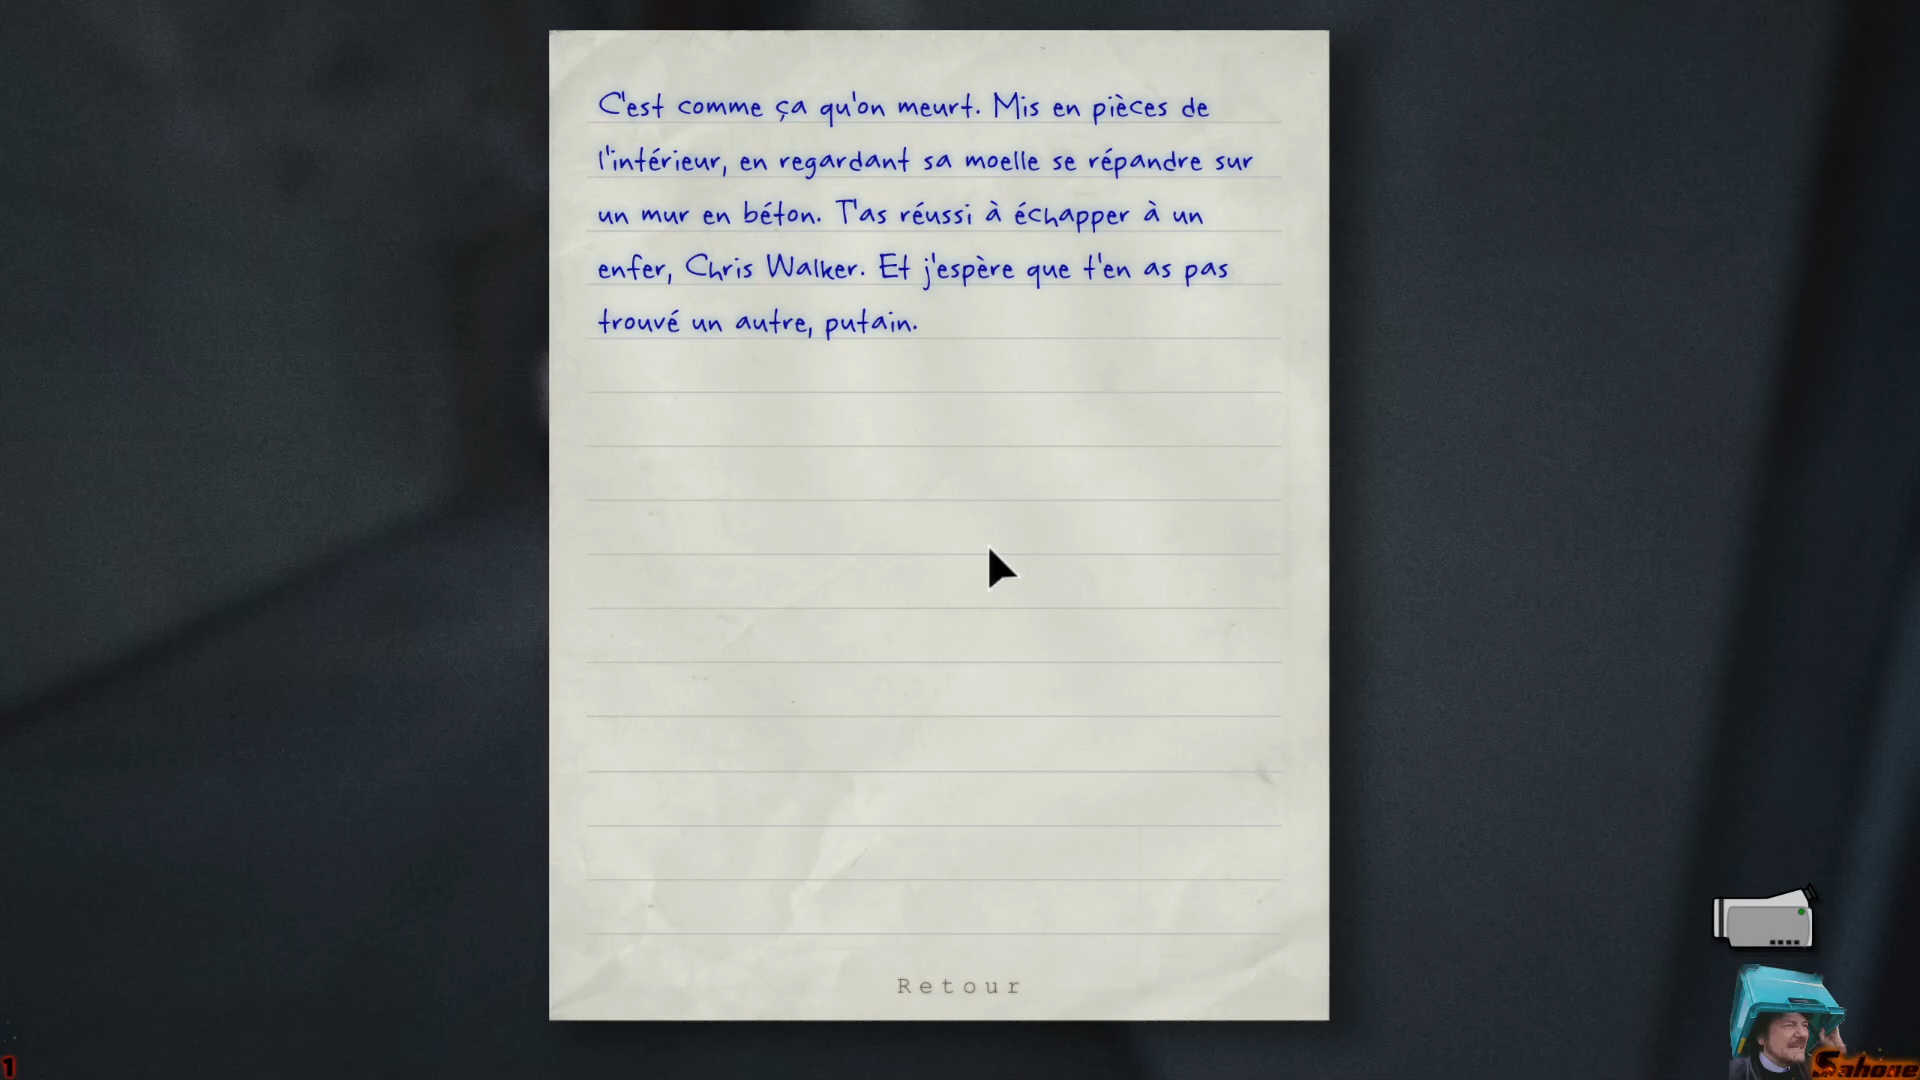 C'est comme ça qu'on meurt. Mis en pièces de
l'intérieur, en regardant sa moelle se répandre sur
un mur en béton. T'as réussi à échapper à un
enfer, Chris Walker. Et j'espère que t'en as pas
trouvé un autre, putain.
Retour
1
Sahone